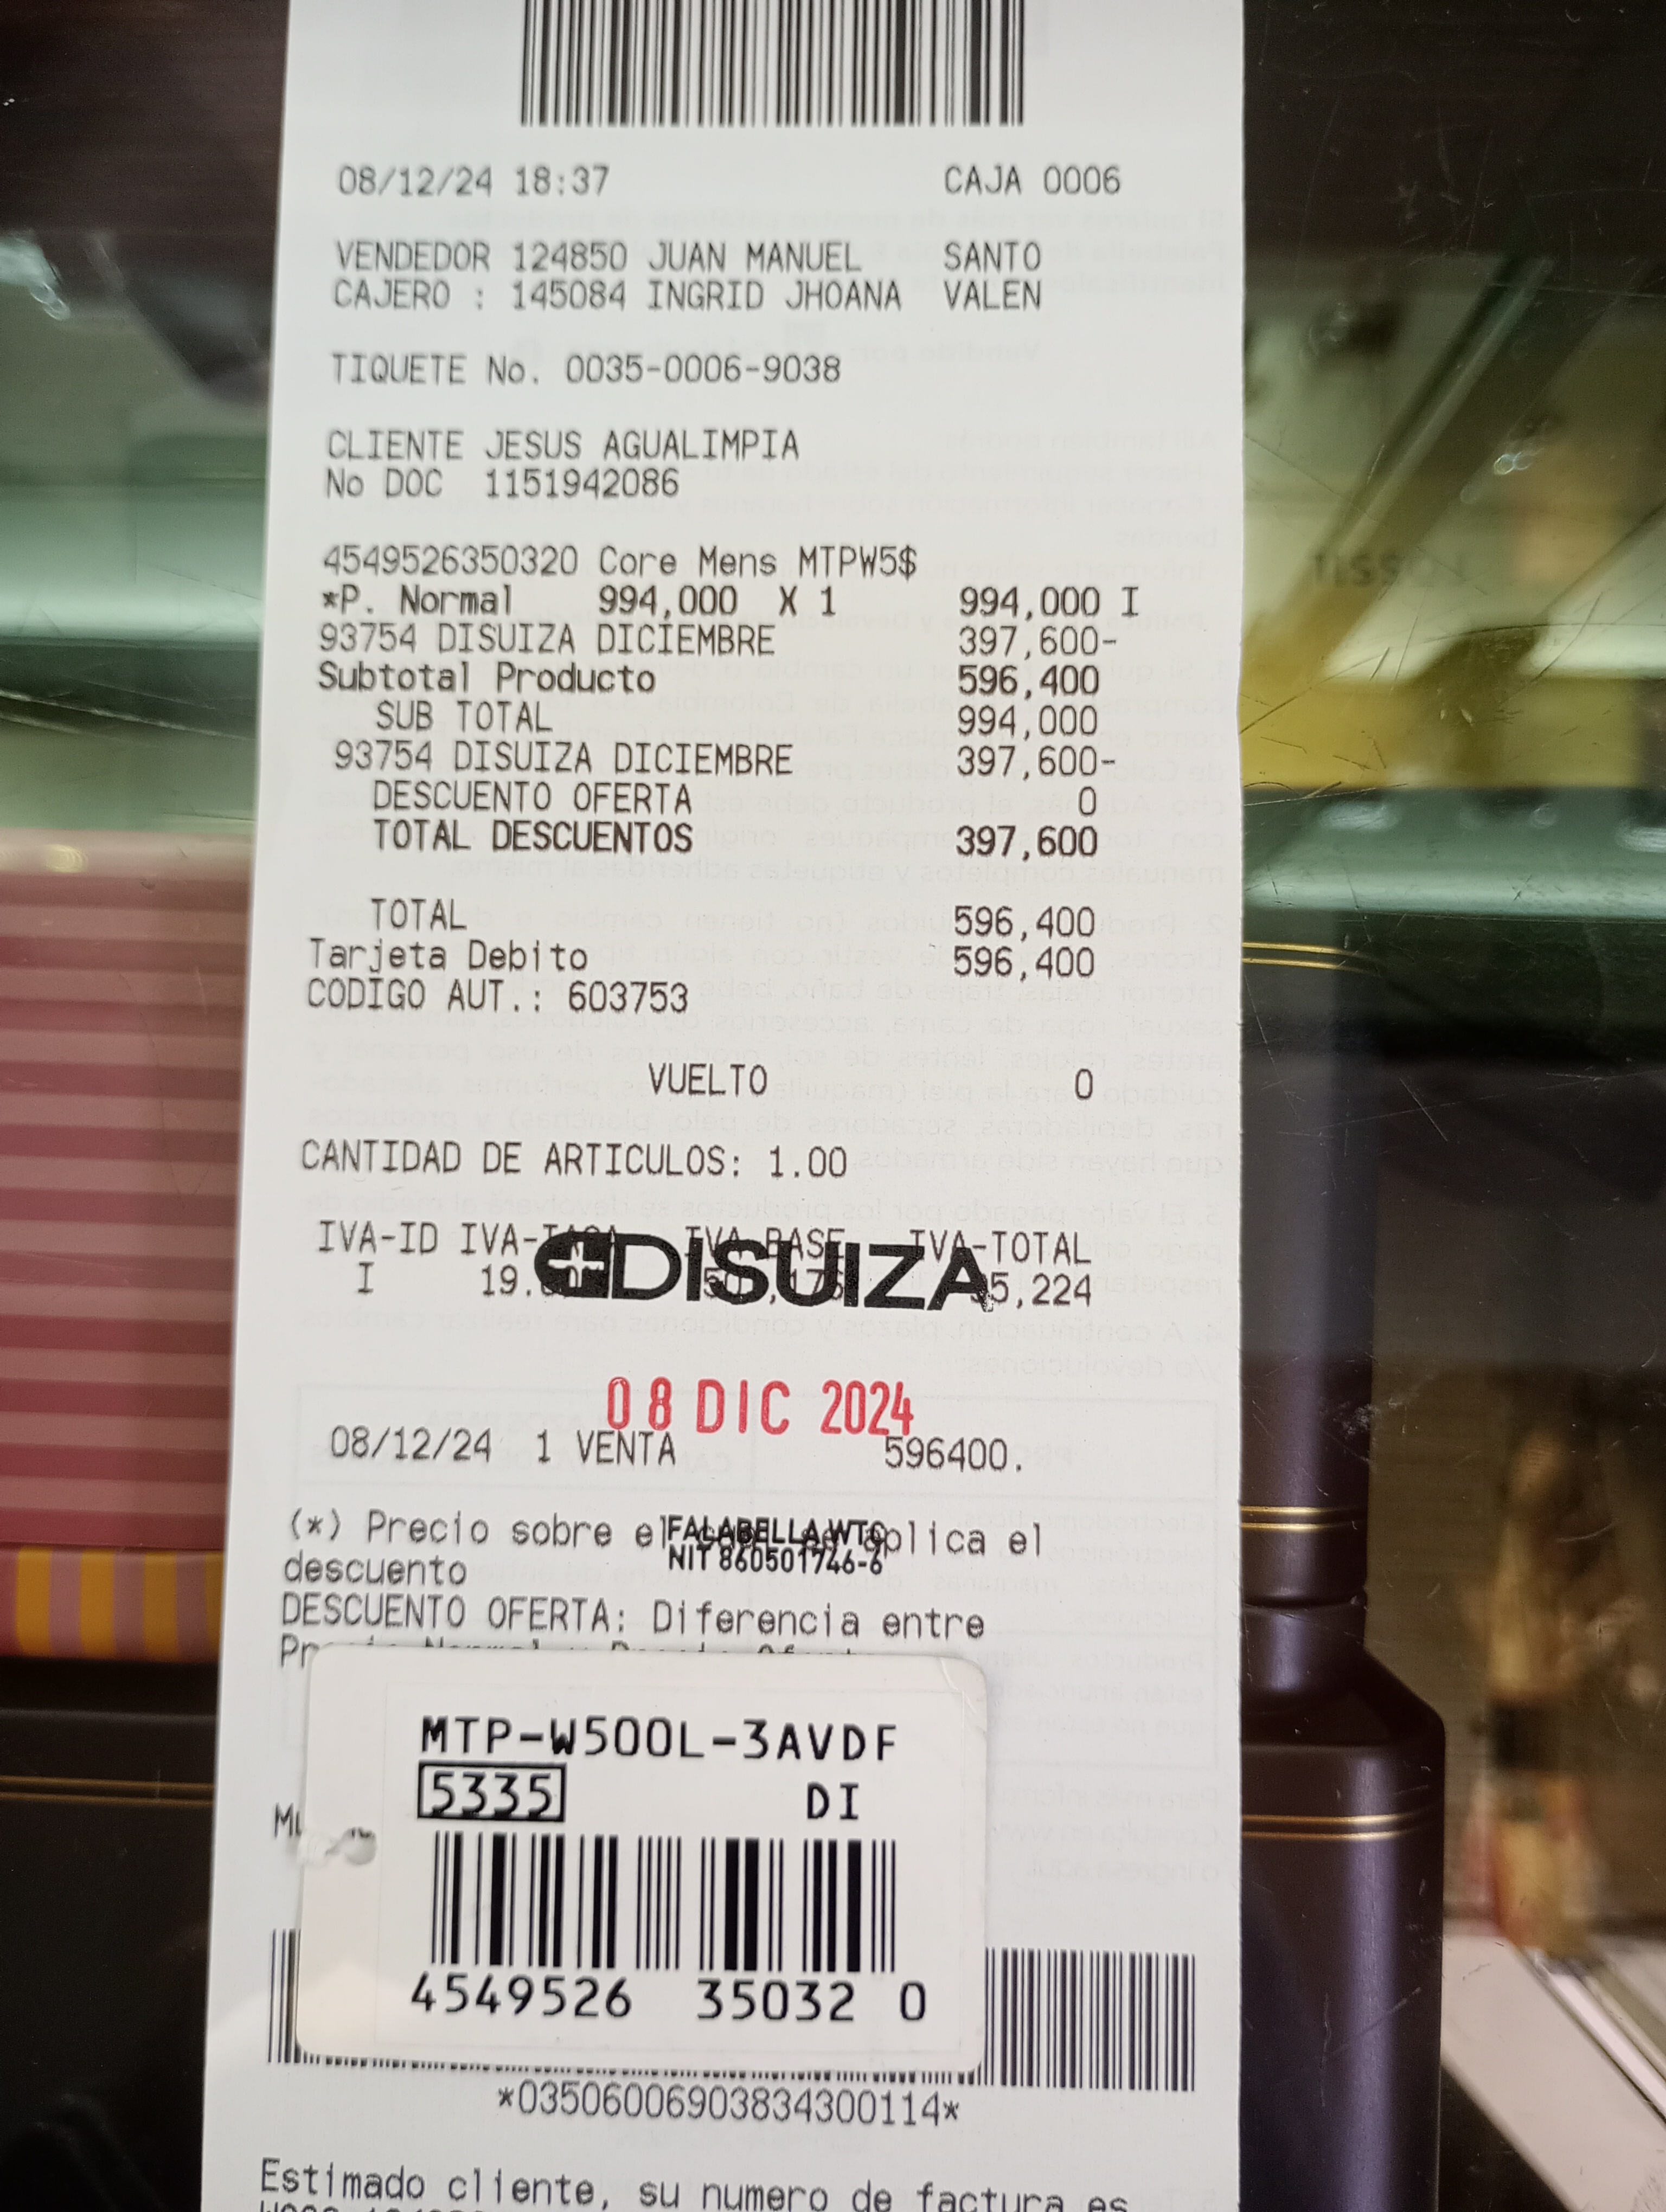 08/12/24 18:37 CAJA 0006
VENDEDOR 124850 JUAN MANUEL SANTO
CAJERO : 145084 INGRID JHOANA VALEN
TIQUETE No. 0035-0006-9038
CLIENTE JESUS AGUALIMPIA
No DOC 1151942086
4549526350320 Core Mens MTPW5$
*P. Normal 994,000 X 1 994,000 I
93754 DISUIZA DICIEMBRE 397,600-
Subtotal Producto 596,400
SUB TOTAL 994,000
93754 DISUIZA DICIEMBRE 397,600-
DESCUENTO OFERTA 0
TOTAL DESCUENTOS 397,600
TOTAL 596,400
Tarjeta Debito 596,400
CODIGO AUT.: 603753
VUELTO 0
CANTIDAD DE ARTICULOS: 1.00
IVA-ID IVA-TASA IVA-BASE IVA-TOTAL
DISUIZA
I
08 DIC 2024
08/12/24 1 VENTA 596400.
(*) Precio sobre el aplica el
FALABELLA WTC
NIT 860501746-6
descuento
DESCUENTO OFERTA: Diferencia entre
MTP-W500L-3AVDF
5335 DI
4549526 35032 0
*03506006903834300114*
Estimado cliente, su numero de factura es